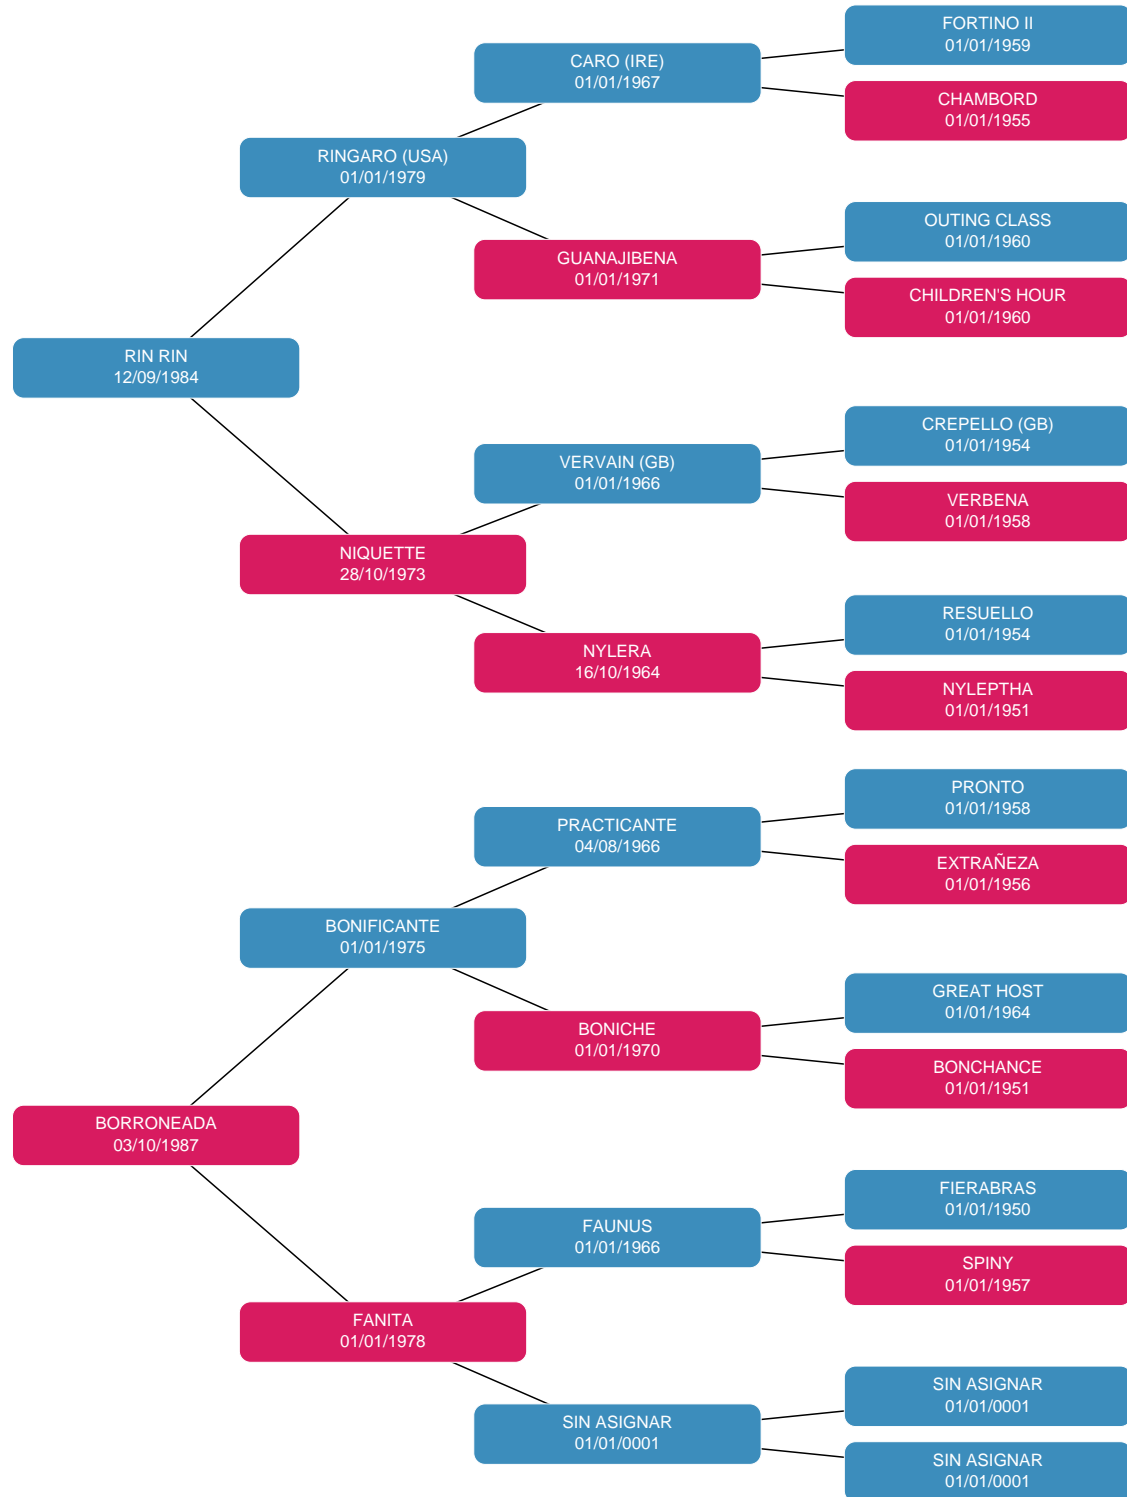 FORTINO II
01/01/1959
CARO (IRE)
01/01/1967
CHAMBORD
01/01/1955
RINGARO (USA)
01/01/1979
OUTING CLASS
01/01/1960
GUANAJIBENA
01/01/1971
CHILDREN'S HOUR
01/01/1960
RIN RIN
12/09/1984
CREPELLO (GB)
01/01/1954
VERVAIN (GB)
01/01/1966
VERBENA
01/01/1958
NIQUETTE
28/10/1973
RESUELLO
01/01/1954
NYLERA
16/10/1964
NYLEPTHA
01/01/1951
PRONTO
01/01/1958
PRACTICANTE
04/08/1966
EXTRAÑEZA
01/01/1956
BONIFICANTE
01/01/1975
GREAT HOST
01/01/1964
BONICHE
01/01/1970
BONCHANCE
01/01/1951
BORRONEADA
03/10/1987
FIERABRAS
01/01/1950
FAUNUS
01/01/1966
SPINY
01/01/1957
FANITA
01/01/1978
SIN ASIGNAR
01/01/0001
SIN ASIGNAR
01/01/0001
SIN ASIGNAR
01/01/0001